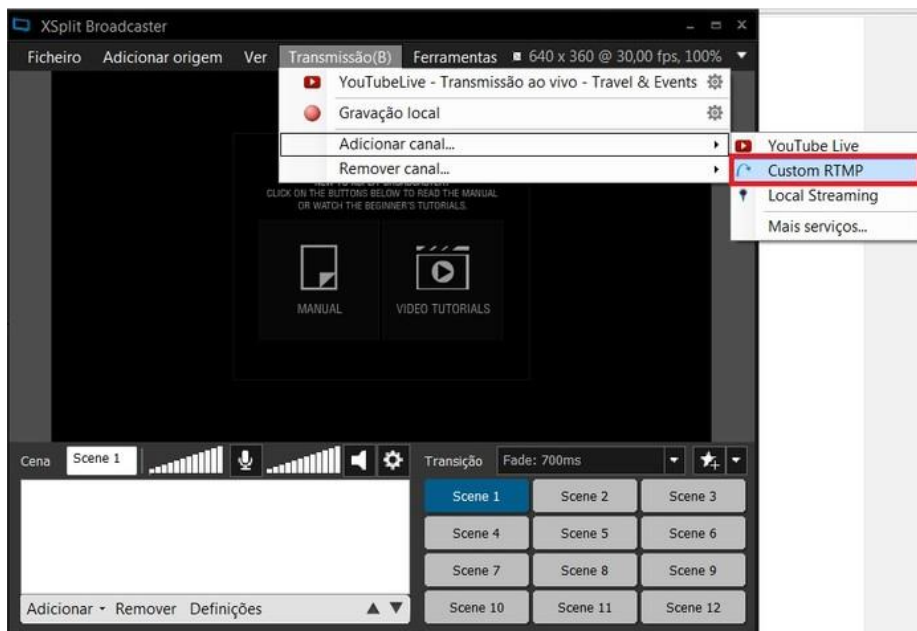 XSplit Broadcaster
Ficheiro Adicionar origem Ver Transmissão(B) Ferramentas 640 x 360 @ 30,00 fps, 100%
YouTubeLive - Transmissão ao vivo - Travel & Events
Gravação local
Adicionar canal...
Remover canal...
YouTube Live
Custom RTMP
Local Streaming
Mais serviços...
CLICK ON THE BUTTONS BELOW TO READ THE MANUAL
OR WATCH THE BEGINNER'S TUTORIALS.
MANUAL VIDEO TUTORIALS
Cena Scene 1 Transição Fade: 700ms
Scene 1 Scene 2 Scene 3
Scene 4 Scene 5 Scene 6
Scene 7 Scene 8 Scene 9
Adicionar Remover Definições Scene 10 Scene 11 Scene 12